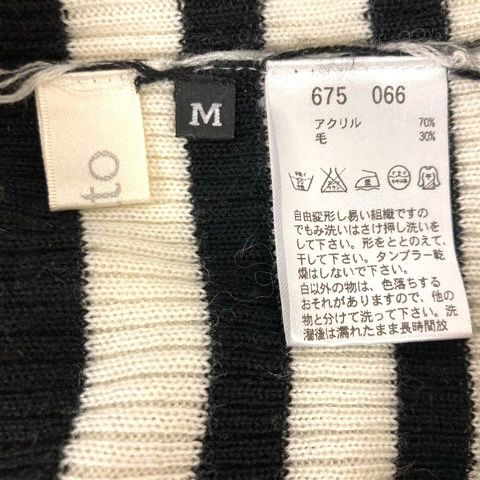 to
M
675 066
アクリル 70%
毛 30%
自由変形し易い組織ですの
でもみ洗いはさけ押し洗いを
して下さい。形をととのえて、
干して下さい。タンブラー乾
燥はしないで下さい。
白以外の物は、色落ちする
おそれがありますので、他の
物と分けて洗って下さい。洗
濯後は濡れたまま長時間放